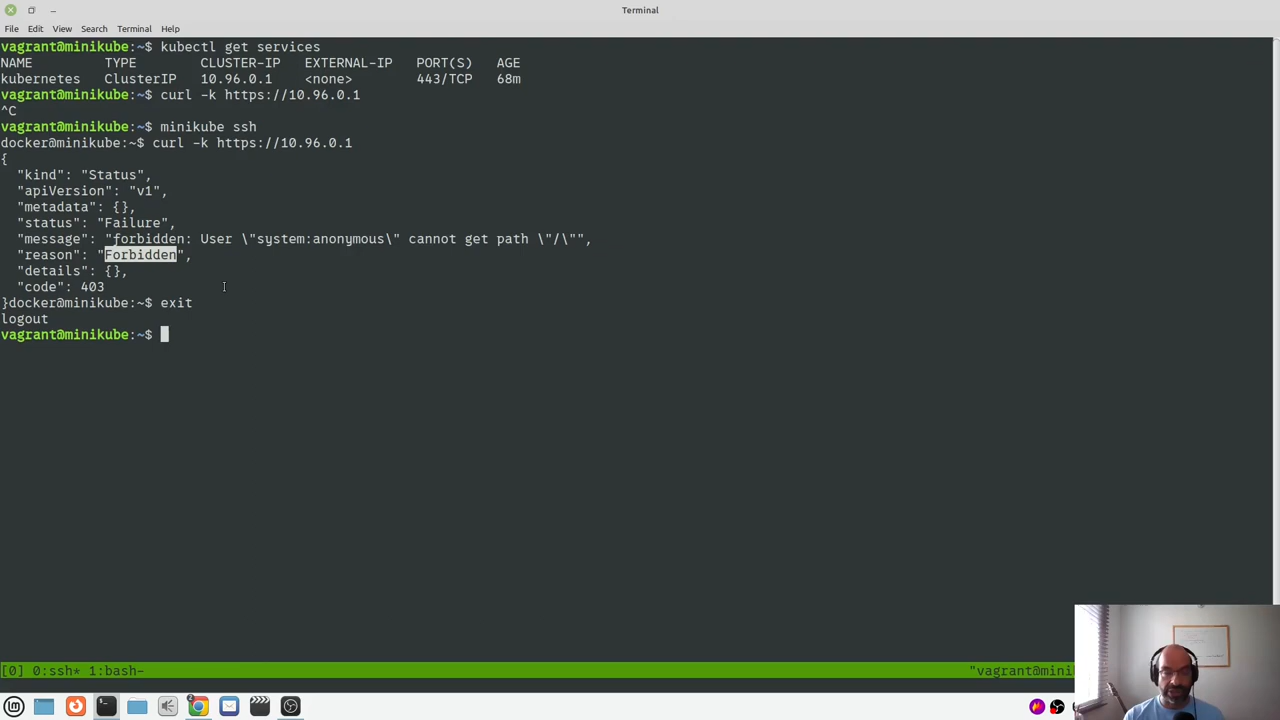 Terminal
File Edit View Search Terminal Help
vagrant@minikube:~$ kubectl get services
NAME TYPE CLUSTER-IP EXTERNAL-IP PORT(S) AGE
kubernetes ClusterIP 10.96.0.1 <none> 443/TCP 68m
vagrant@minikube:~$ curl -k https://10.96.0.1
^C
vagrant@minikube:~$ minikube ssh
docker@minikube:~$ curl -k https://10.96.0.1
{
"kind": "Status",
"apiVersion": "v1",
"metadata": {},
"status": "Failure",
"message": "forbidden: User \"system:anonymous\" cannot get path \"/\"",
"reason": "Forbidden",
"details": {},
"code": 403
}docker@minikube:~$ exit
logout
vagrant@minikube:~$
[0] 0:ssh* 1:bash- "vagrant@mini
2